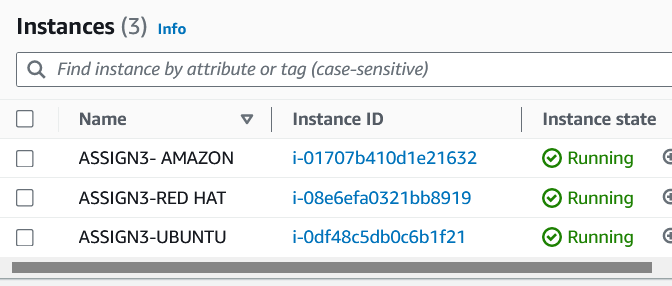 Instances (3) Info
Find instance by attribute or tag (case-sensitive)
Name Instance ID Instance state
ASSIGN3- AMAZON i-01707b410d1e21632 Running
ASSIGN3-RED HAT i-08e6efa0321bb8919 Running
ASSIGN3-UBUNTU i-0df48c5db0c6b1f21 Running